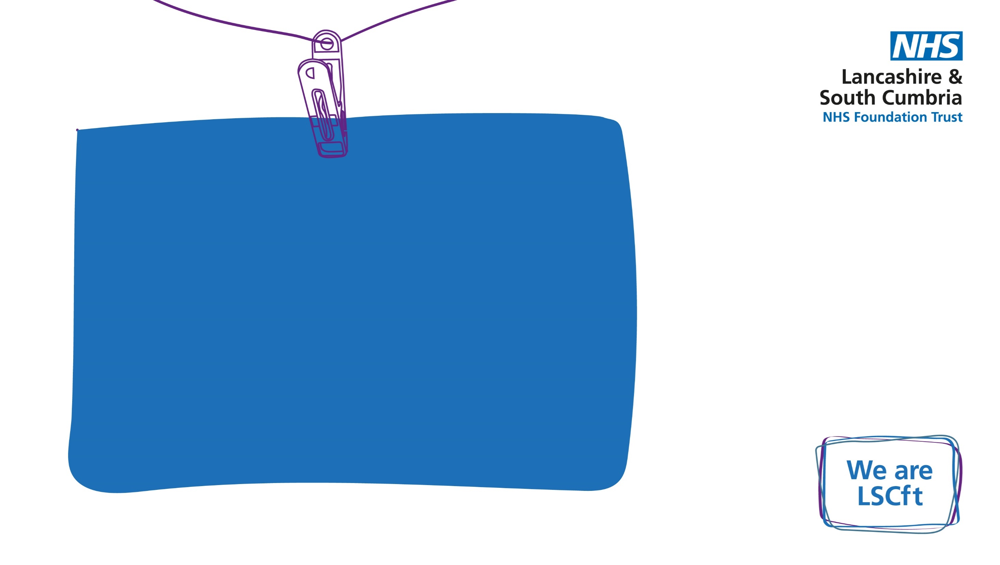 NHS
Lancashire &
South Cumbria
NHS Foundation Trust
We are
LSCft